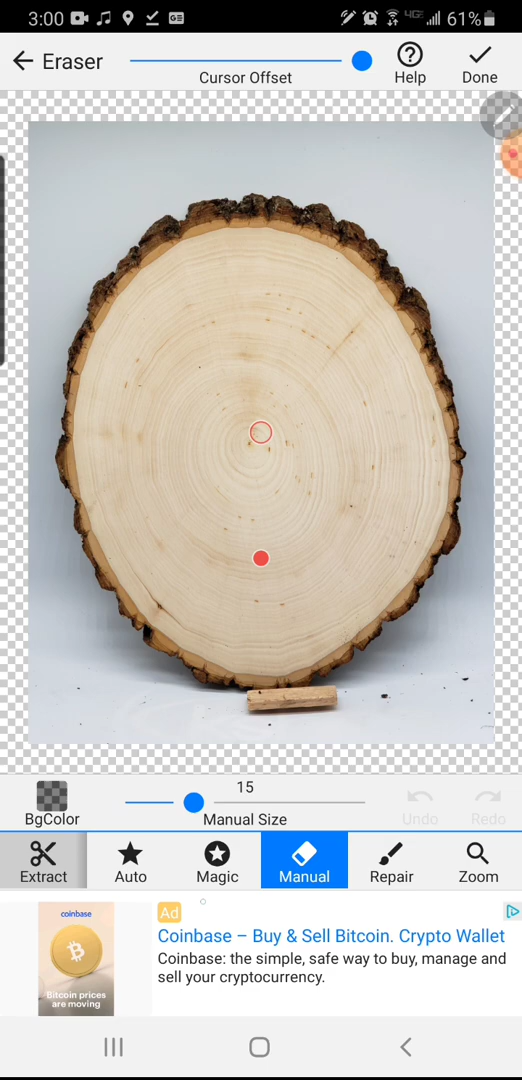 3:00 GE 4GE 61%
Eraser
Cursor Offset
Help
Done
15
BgColor
Manual Size
Undo
Redo
Extract
Auto
Magic
Manual
Repair
Zoom
coinbase
Bitcoin prices
are moving
Ad
Coinbase – Buy & Sell Bitcoin. Crypto Wallet
Coinbase: the simple, safe way to buy, manage and
sell your cryptocurrency.